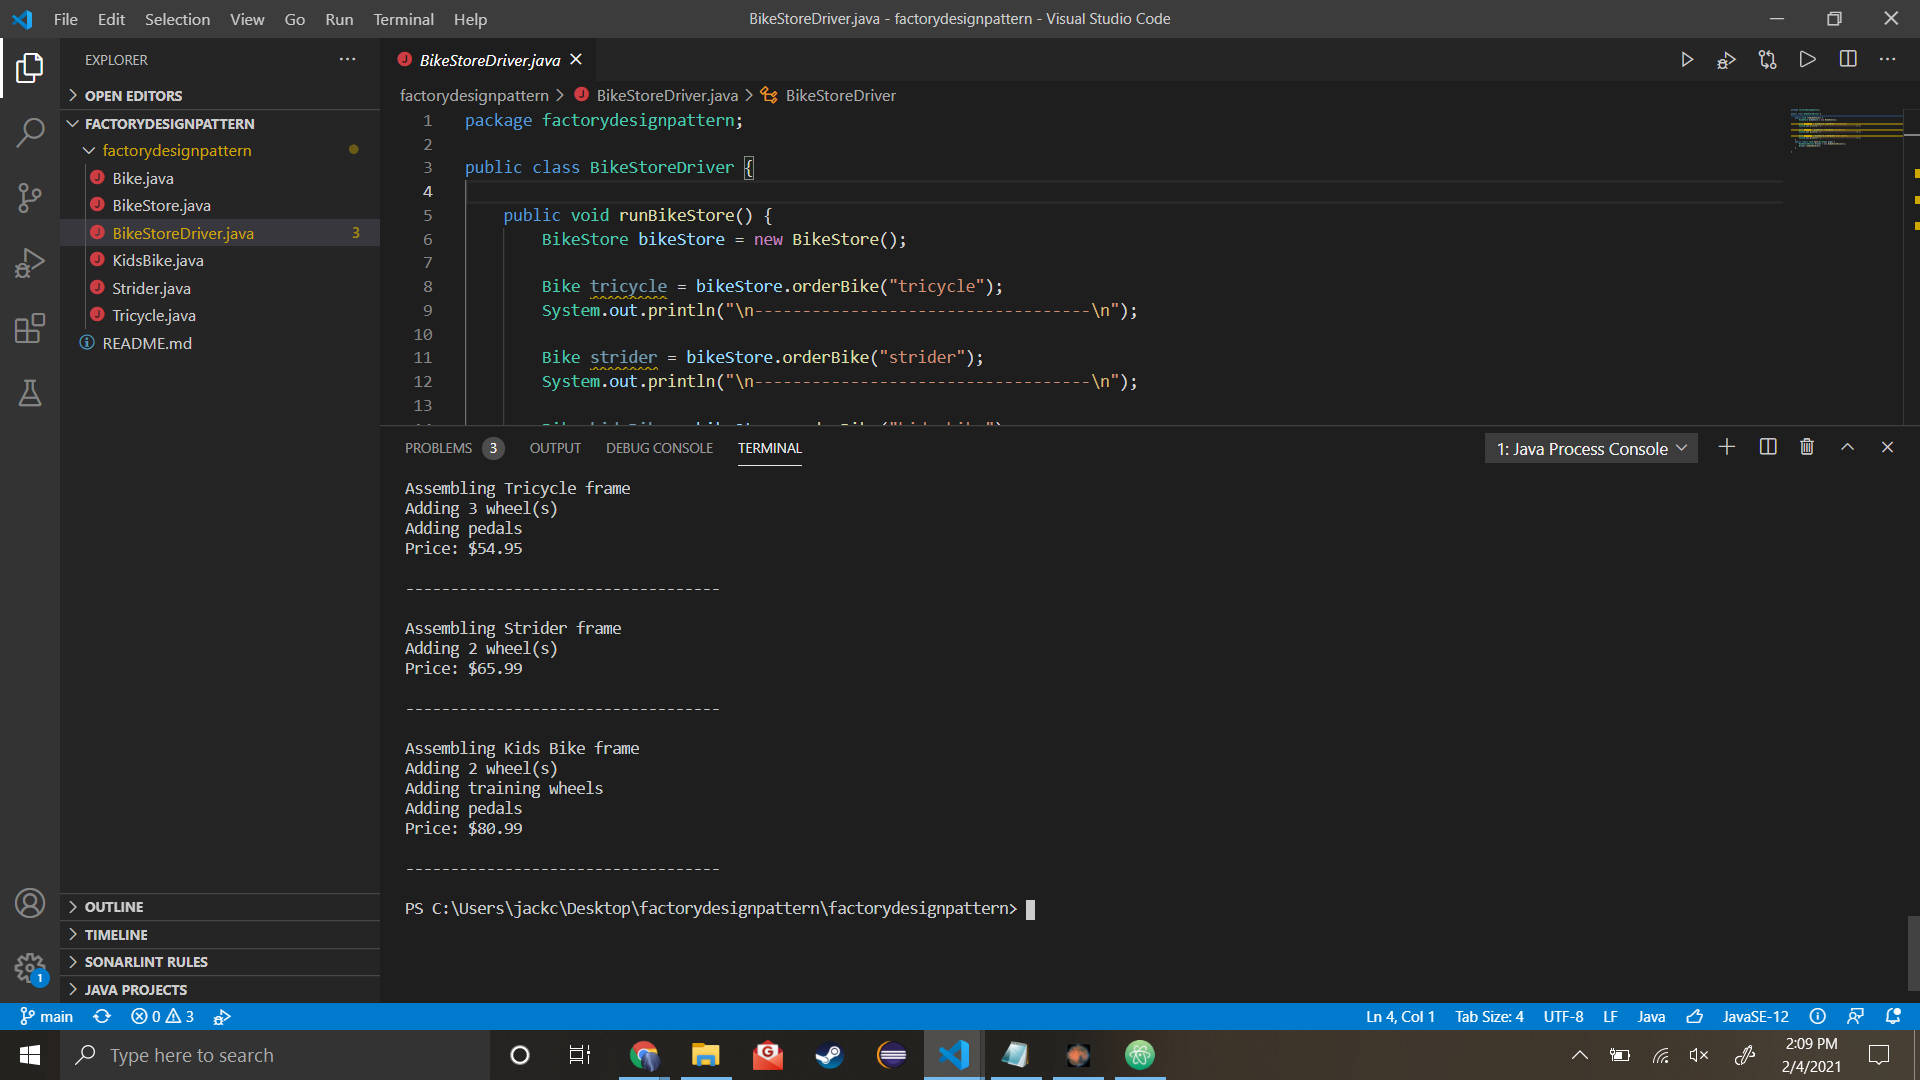 File Edit Selection View Go Run Terminal Help
BikeStoreDriver.java - factorydesignpattern - Visual Studio Code
EXPLORER
OPEN EDITORS
FACTORYDESIGNPATTERN
factorydesignpattern
Bike.java
BikeStore.java
BikeStoreDriver.java 3
KidsBike.java
Strider.java
Tricycle.java
README.md
OUTLINE
TIMELINE
SONARLINT RULES
JAVA PROJECTS
1
BikeStoreDriver.java
factorydesignpattern > BikeStoreDriver.java > BikeStoreDriver
1 package factorydesignpattern;
2
3 public class BikeStoreDriver {
4
5 public void runBikeStore() {
6 BikeStore bikeStore = new BikeStore();
7
8 Bike tricycle = bikeStore.orderBike("tricycle");
9 System.out.println("\n-----------------------------------\n");
10
11 Bike strider = bikeStore.orderBike("strider");
12 System.out.println("\n-----------------------------------\n");
13
PROBLEMS 3 OUTPUT DEBUG CONSOLE TERMINAL
1: Java Process Console
Assembling Tricycle frame
Adding 3 wheel(s)
Adding pedals
Price: $54.95
-----------------------------------
Assembling Strider frame
Adding 2 wheel(s)
Price: $65.99
-----------------------------------
Assembling Kids Bike frame
Adding 2 wheel(s)
Adding training wheels
Adding pedals
Price: $80.99
-----------------------------------
PS C:\Users\jackc\Desktop\factorydesignpattern\factorydesignpattern>
main 0 3
Ln 4, Col 1 Tab Size: 4 UTF-8 LF Java JavaSE-12
Type here to search
2:09 PM
2/4/2021